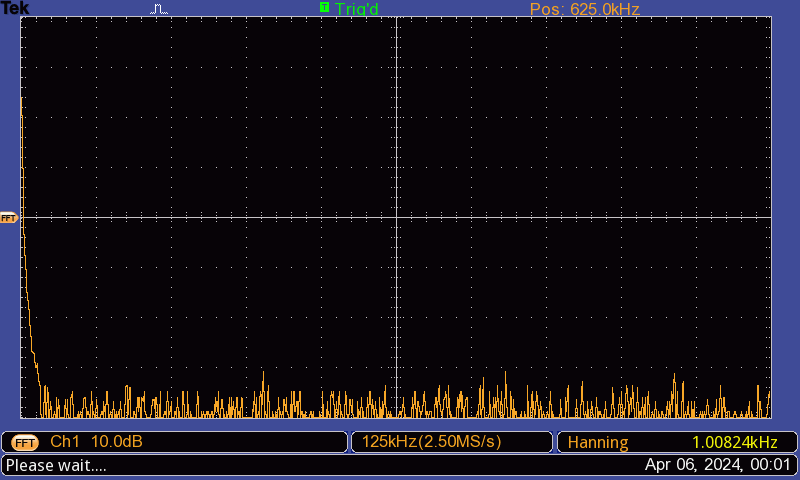 Tek T Trig'd Pos: 625.0kHz
FFT
FFT Ch1 10.0dB 125kHz(2.50MS/s) Hanning 1.00824kHz
Please wait.... Apr 06, 2024, 00:01